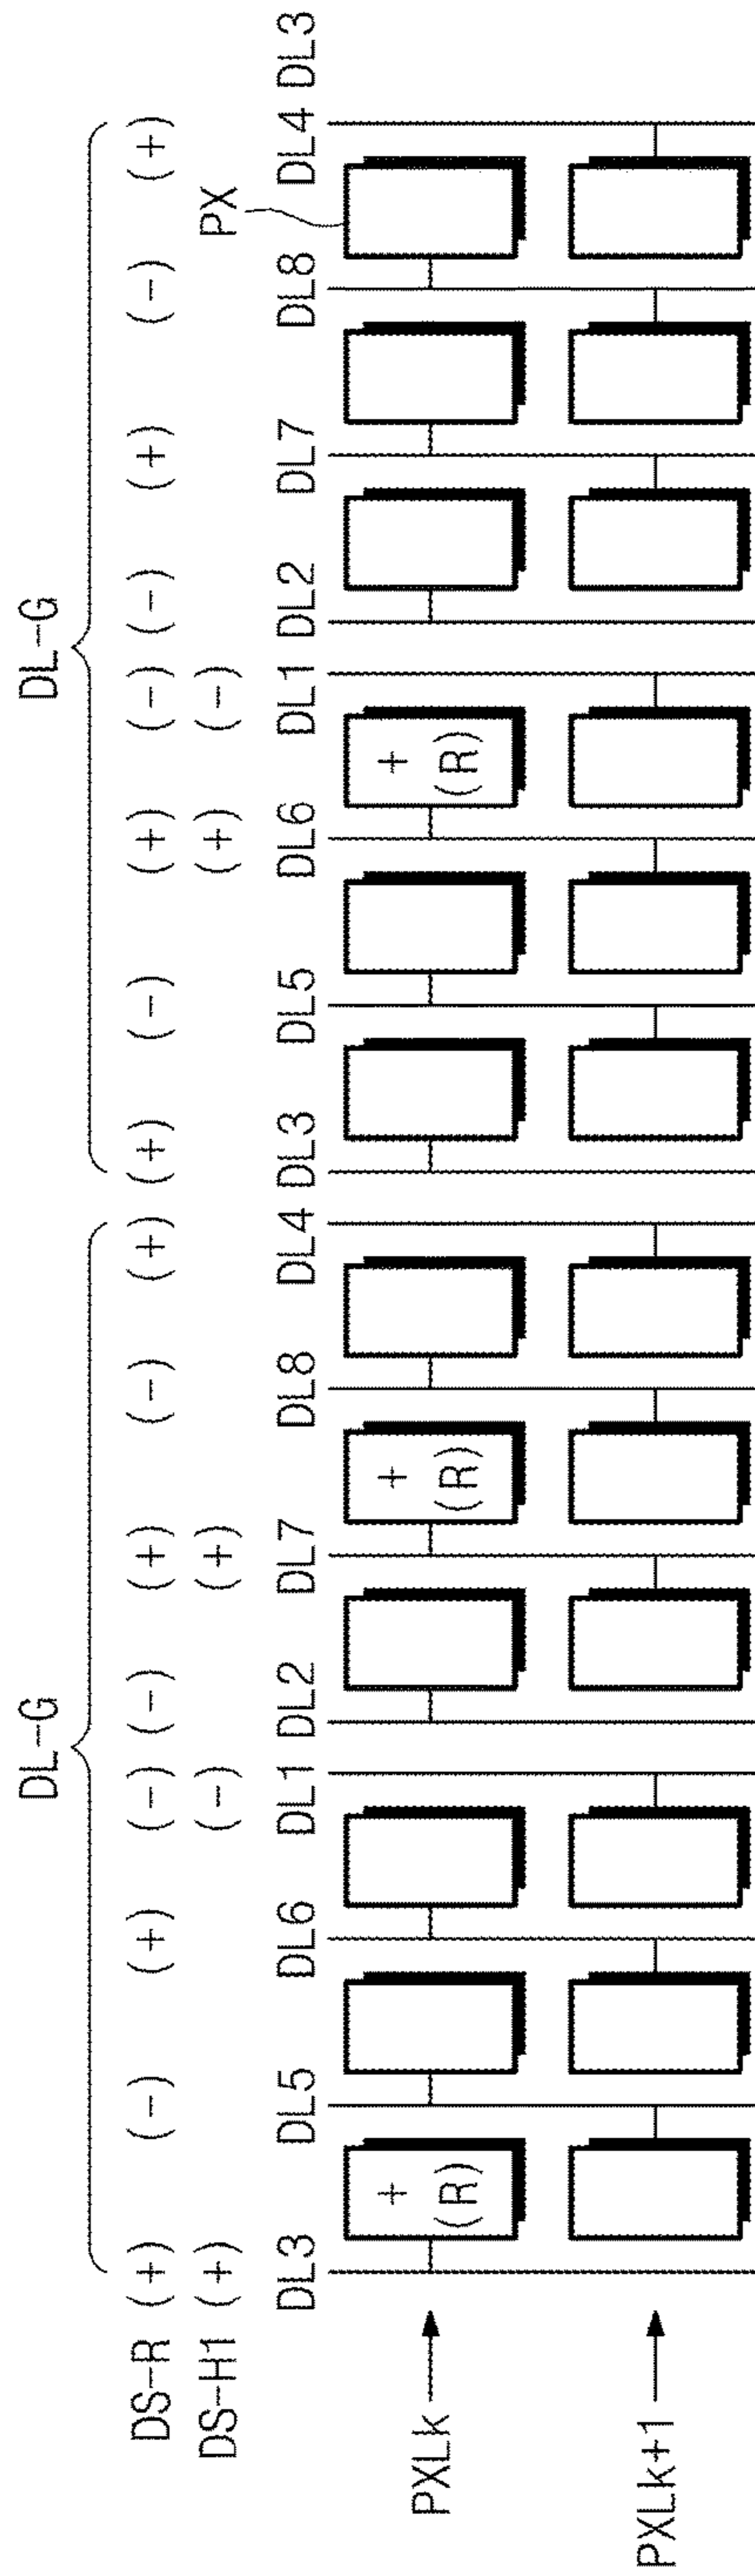 DL-G DL-G
DS-R (+) (-) (+) (-) (-) (+) (-) (+) (+) (-) (+) (-) (-) (+) (-) (+)
DS-H1 (+) (-) (+) (+) (-)
PX
DL3 DL5 DL6 DL1 DL2 DL7 DL8 DL4 DL3 DL5 DL6 DL1 DL2 DL7 DL8 DL4 DL3
+ + +
PXLk
(R) (R) (R)
PXLk+1